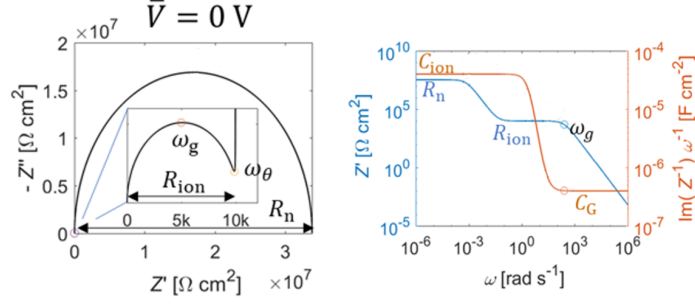 V̄ = 0 V
×10⁷
2
1.5
1
0.5
0
- Z" [Ω cm²]
ω_g
ω_θ
R_ion
0 5k 10k
R_n
0 1 2 3
Z' [Ω cm²] ×10⁷
10¹⁰
10⁵
10⁰
10⁻⁵
Z' [Ω cm²]
C_ion
R_n
R_ion
ω_g
C_G
10⁻⁴
10⁻⁵
10⁻⁶
10⁻⁷
Im( Z⁻¹) ω⁻¹ [F cm⁻²]
10⁻⁶ 10⁻³ 10⁰ 10³ 10⁶
ω [rad s⁻¹]